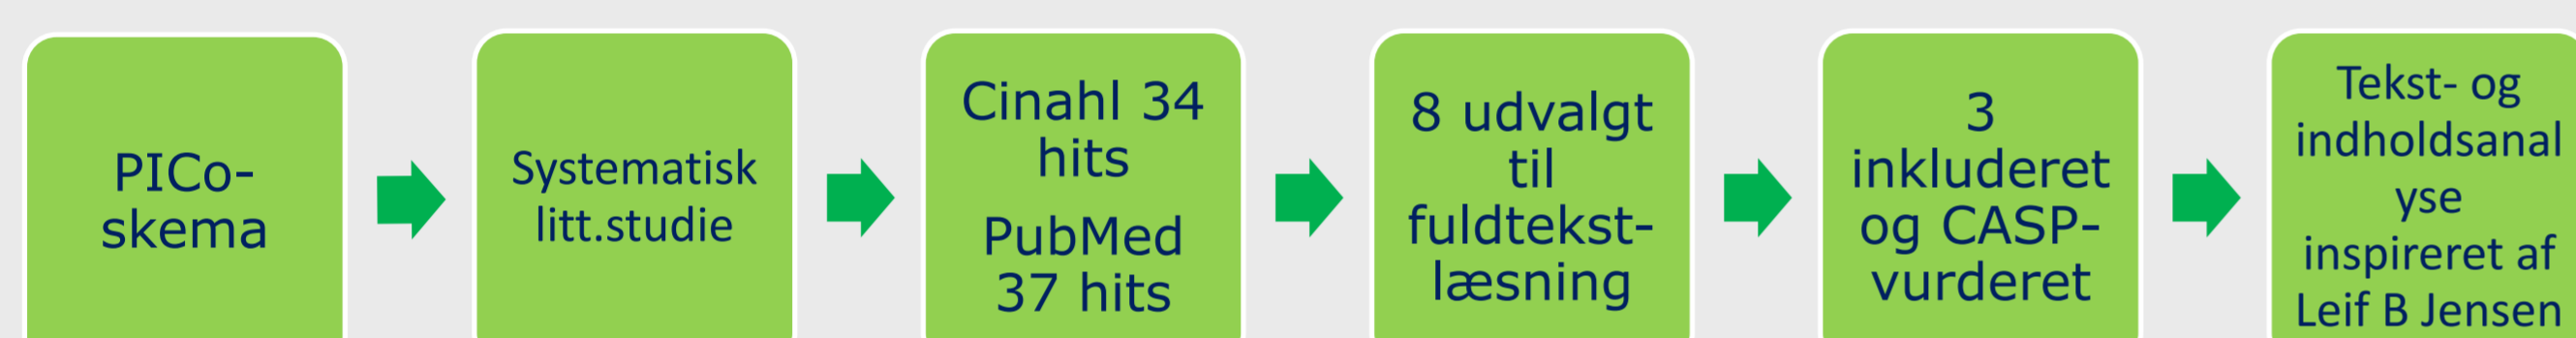 PICo-
skema
Systematisk
litt.studie
Cinahl 34
hits
PubMed
37 hits
8 udvalgt
til
fuldtekst-
læsning
3
inkluderet
og CASP-
vurderet
Tekst- og
indholdsanal
yse
inspireret af
Leif B Jensen